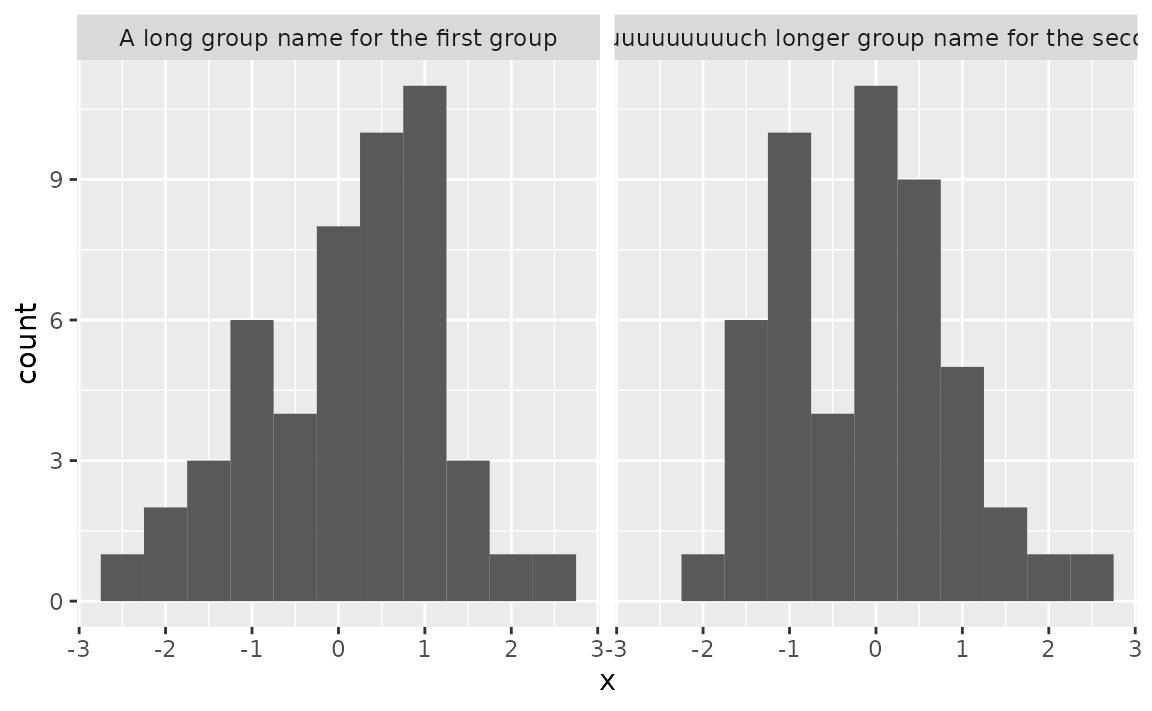 A long group name for the first group
uuuuuuuuuch longer group name for the seco
9
6
3
0
count
-3 -2 -1 0 1 2 3
-3 -2 -1 0 1 2 3
x